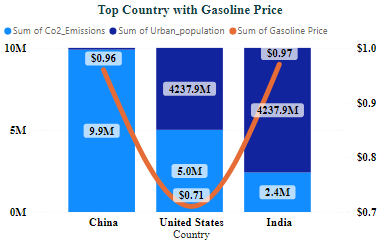 Top Country with Gasoline Price
Sum of Co2_Emissions Sum of Urban_population Sum of Gasoline Price
10M $0.96 $0.97 $1.0
4237.9M $0.9
4237.9M
5M 9.9M
$0.8
5.0M
$0.71 2.4M
0M $0.7
China United States India
Country